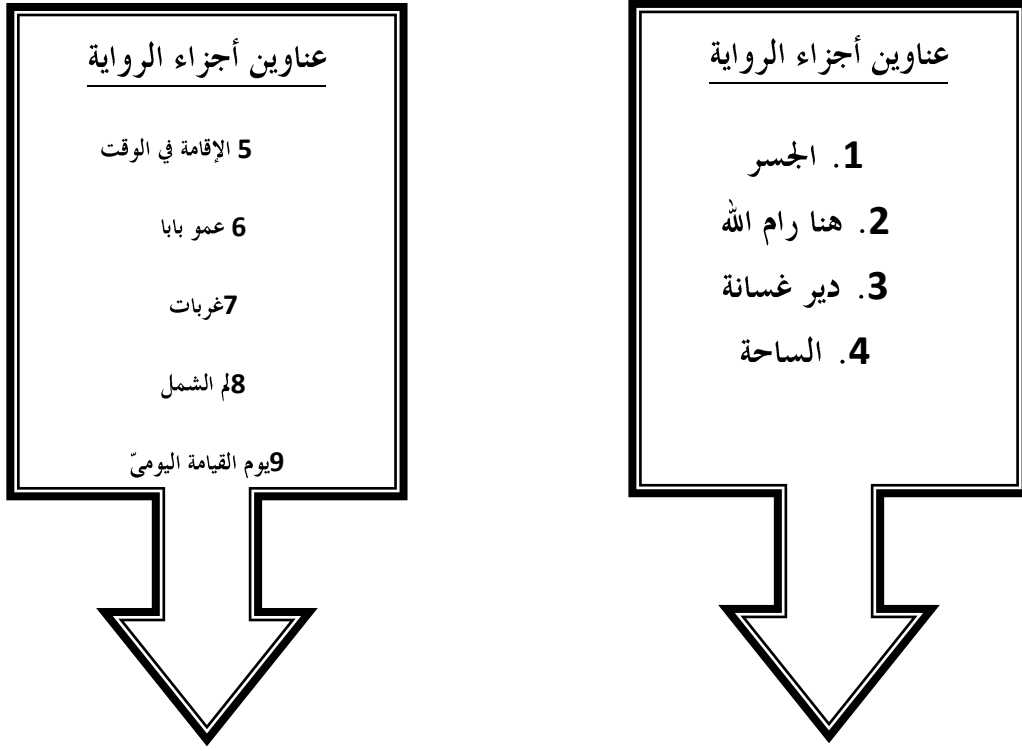 عناوين أجزاء الرواية
1. الجسر
2. هنا رام الله
3. دير غسانة
4. الساحة
عناوين أجزاء الرواية
5 الإقامة في الوقت
6 عمو بابا
7غربات
8لم الشمل
9يوم القيامة اليوميّ